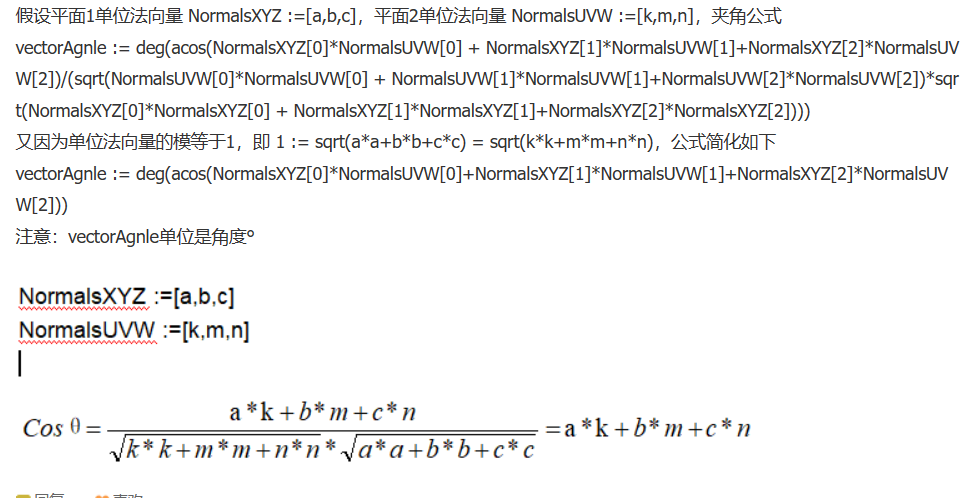 假设平面1单位法向量 NormalsXYZ :=[a,b,c]，平面2单位法向量 NormalsUVW :=[k,m,n]，夹角公式
vectorAgnle := deg(acos(NormalsXYZ[0]*NormalsUVW[0] + NormalsXYZ[1]*NormalsUVW[1]+NormalsXYZ[2]*NormalsUV
W[2])/(sqrt(NormalsUVW[0]*NormalsUVW[0] + NormalsUVW[1]*NormalsUVW[1]+NormalsUVW[2]*NormalsUVW[2])*sqr
t(NormalsXYZ[0]*NormalsXYZ[0] + NormalsXYZ[1]*NormalsXYZ[1]+NormalsXYZ[2]*NormalsXYZ[2])))
又因为单位法向量的模等于1，即 1 := sqrt(a*a+b*b+c*c) = sqrt(k*k+m*m+n*n)，公式简化如下
vectorAgnle := deg(acos(NormalsXYZ[0]*NormalsUVW[0]+NormalsXYZ[1]*NormalsUVW[1]+NormalsXYZ[2]*NormalsUV
W[2]))
注意：vectorAgnle单位是角度°
NormalsXYZ :=[a,b,c]
NormalsUVW :=[k,m,n]
a*k+b*m+c*n
Cos θ= =a*k+b*m+c*n
√k*k+m*m+n*n*√a*a+b*b+c*c